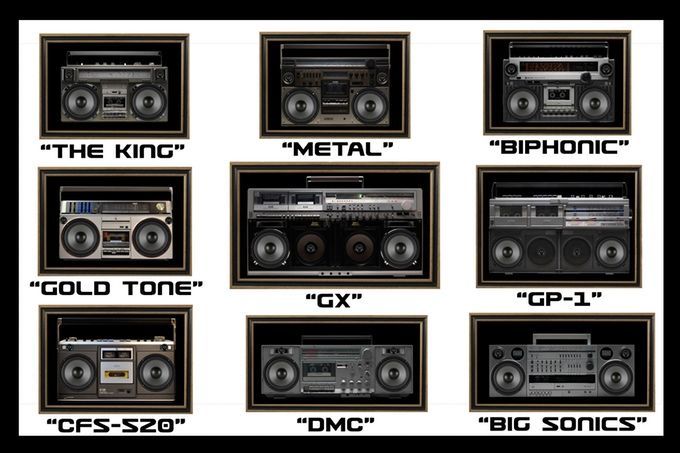 "THE KING"
"METAL"
"BIPHONIC"
"GOLD TONE"
"GX"
"GP-1"
"CFS-520"
"DMC"
"BIG SONICS"